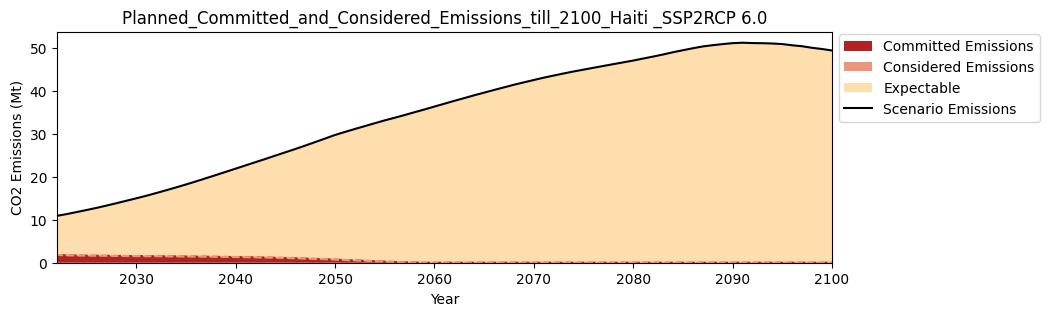 Planned_Committed_and_Considered_Emissions_till_2100_Haiti _SSP2RCP 6.0
CO2 Emissions (Mt)
50
40
30
20
10
0
2030 2040 2050 2060 2070 2080 2090 2100
Year
Committed Emissions
Considered Emissions
Expectable
Scenario Emissions